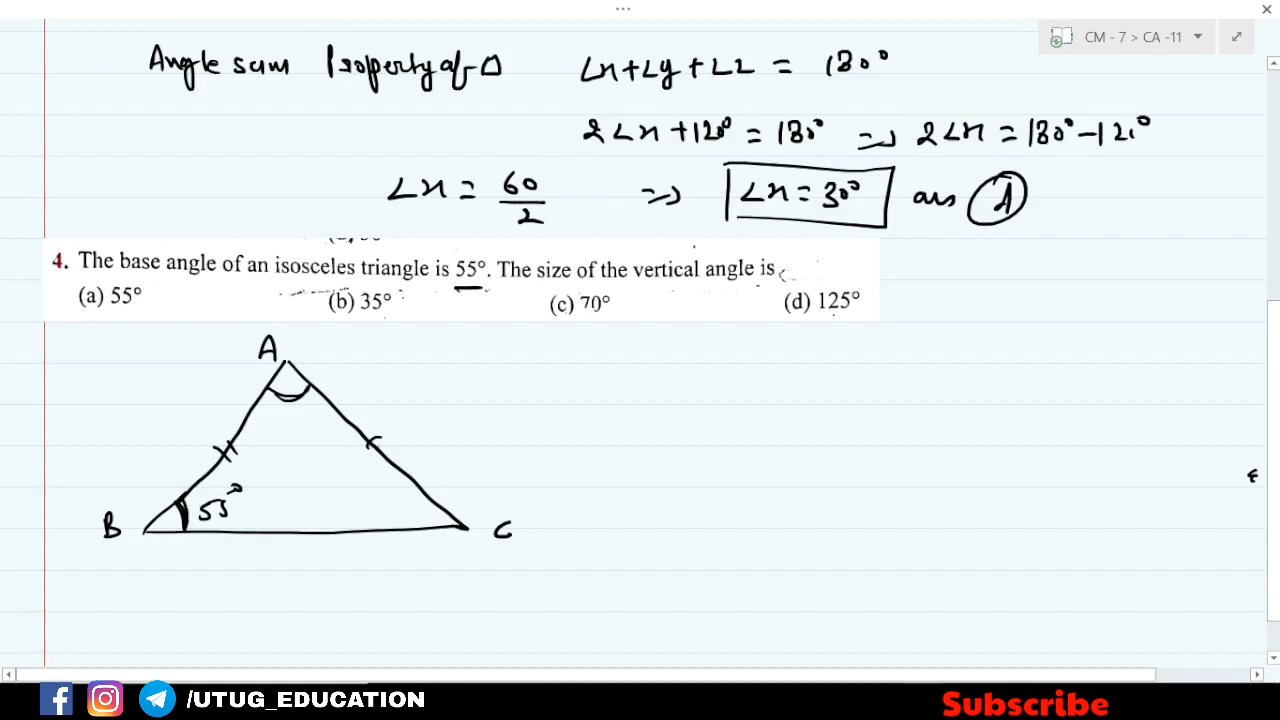 CM - 7 > CA -11
Angle sum Property of Δ ∠x+∠y+∠z = 180°
2∠x+120° = 180° => 2∠x = 180°-120°
∠x = 60/2 => ∠x = 30° ans A
4. The base angle of an isosceles triangle is 55°. The size of the vertical angle is
(a) 55° (b) 35° (c) 70° (d) 125°
A
55°
B C
/UTUG_EDUCATION
Subscribe